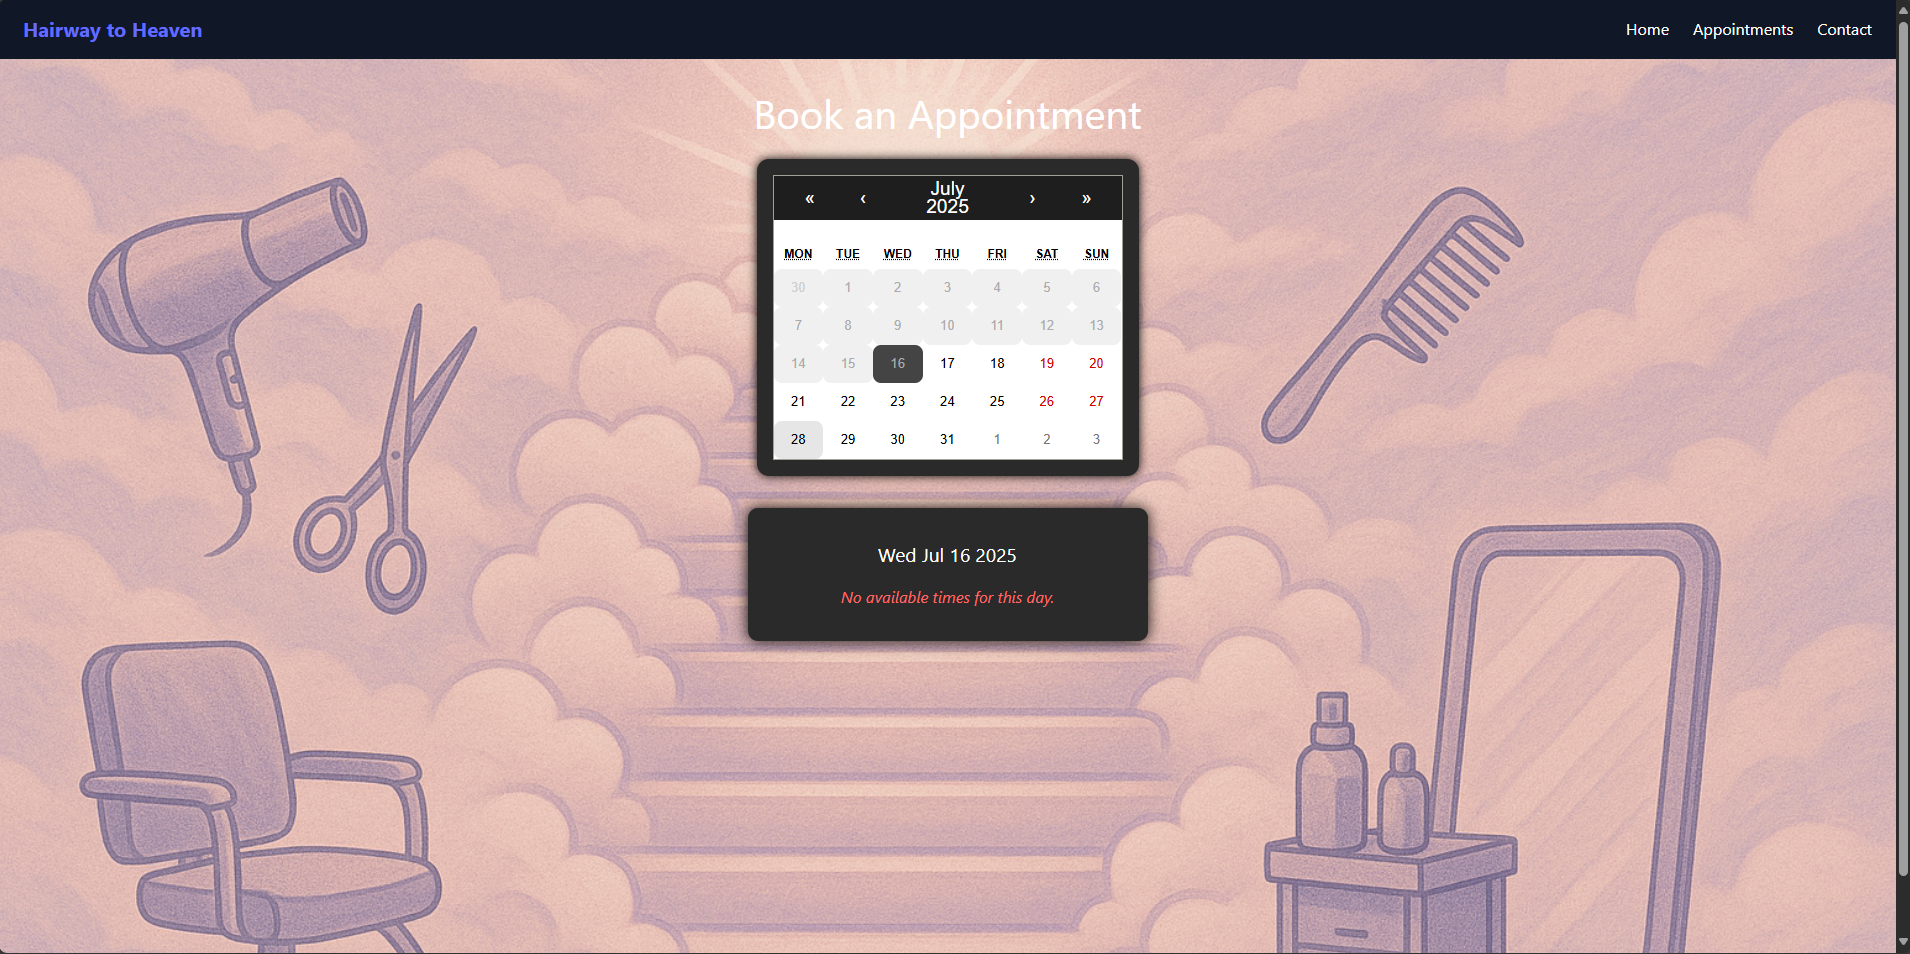 Hairway to Heaven
Home Appointments Contact
Book an Appointment
« ‹ July 2025 › »
MON TUE WED THU FRI SAT SUN
30 1 2 3 4 5 6
7 8 9 10 11 12 13
14 15 16 17 18 19 20
21 22 23 24 25 26 27
28 29 30 31 1 2 3
Wed Jul 16 2025
No available times for this day.